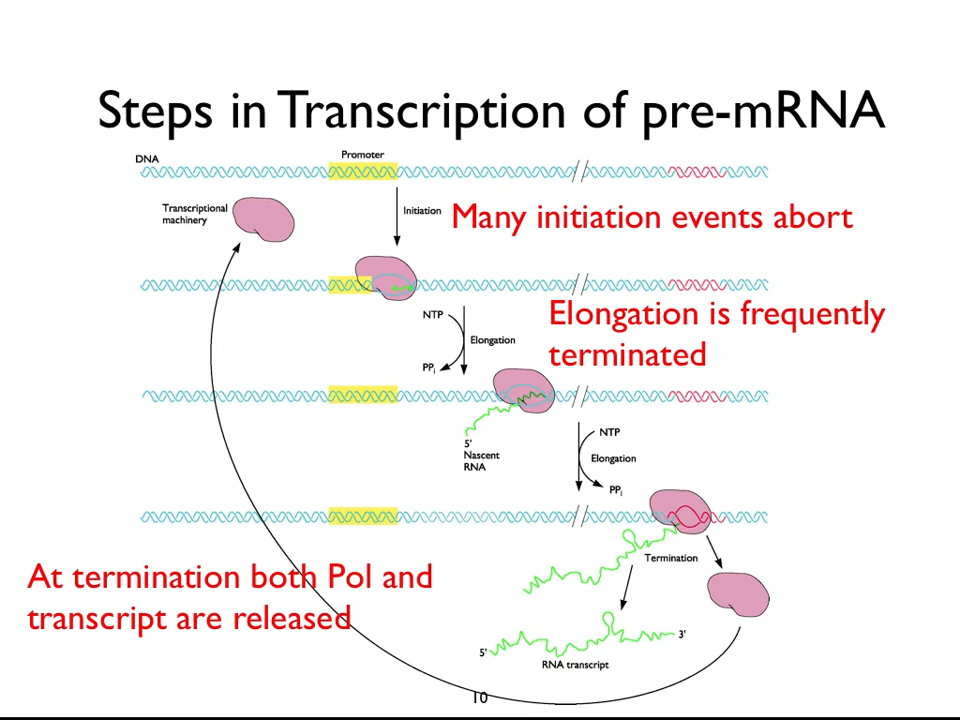 Steps in Transcription of pre-mRNA
DNA
Promoter
Transcriptional
machinery
Initiation
Many initiation events abort
NTP
Elongation
PPi
Elongation is frequently
terminated
5'
Nascent
RNA
NTP
Elongation
PPi
Termination
At termination both Pol and
transcript are released
5'
3'
RNA transcript
10